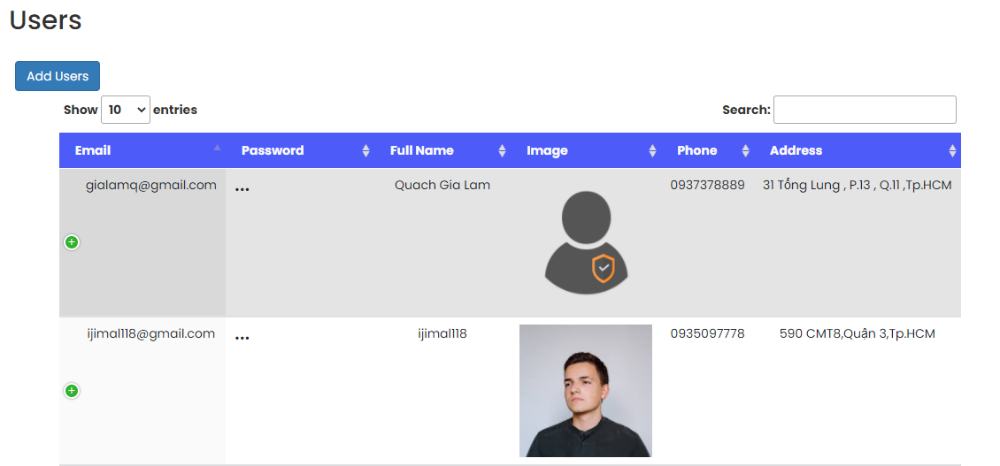 Users
Add Users
Show 10 entries Search:
Email Password Full Name Image Phone Address
gialamq@gmail.com ... Quach Gia Lam 0937378889 31 Tổng Lung , P.13 , Q.11 ,Tp.HCM
ijimal118@gmail.com ... ijimal118 0935097778 590 CMT8,Quận 3,Tp.HCM